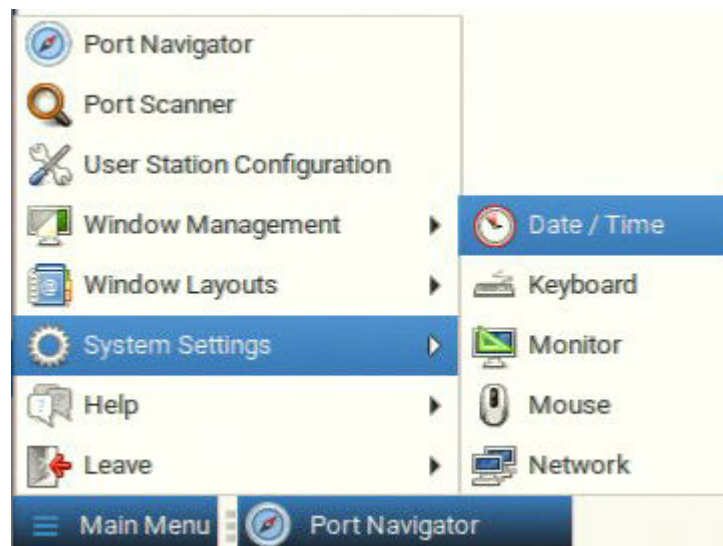 Port Navigator
Port Scanner
User Station Configuration
Window Management
Window Layouts
System Settings
Help
Leave
Date / Time
Keyboard
Monitor
Mouse
Network
Main Menu
Port Navigator